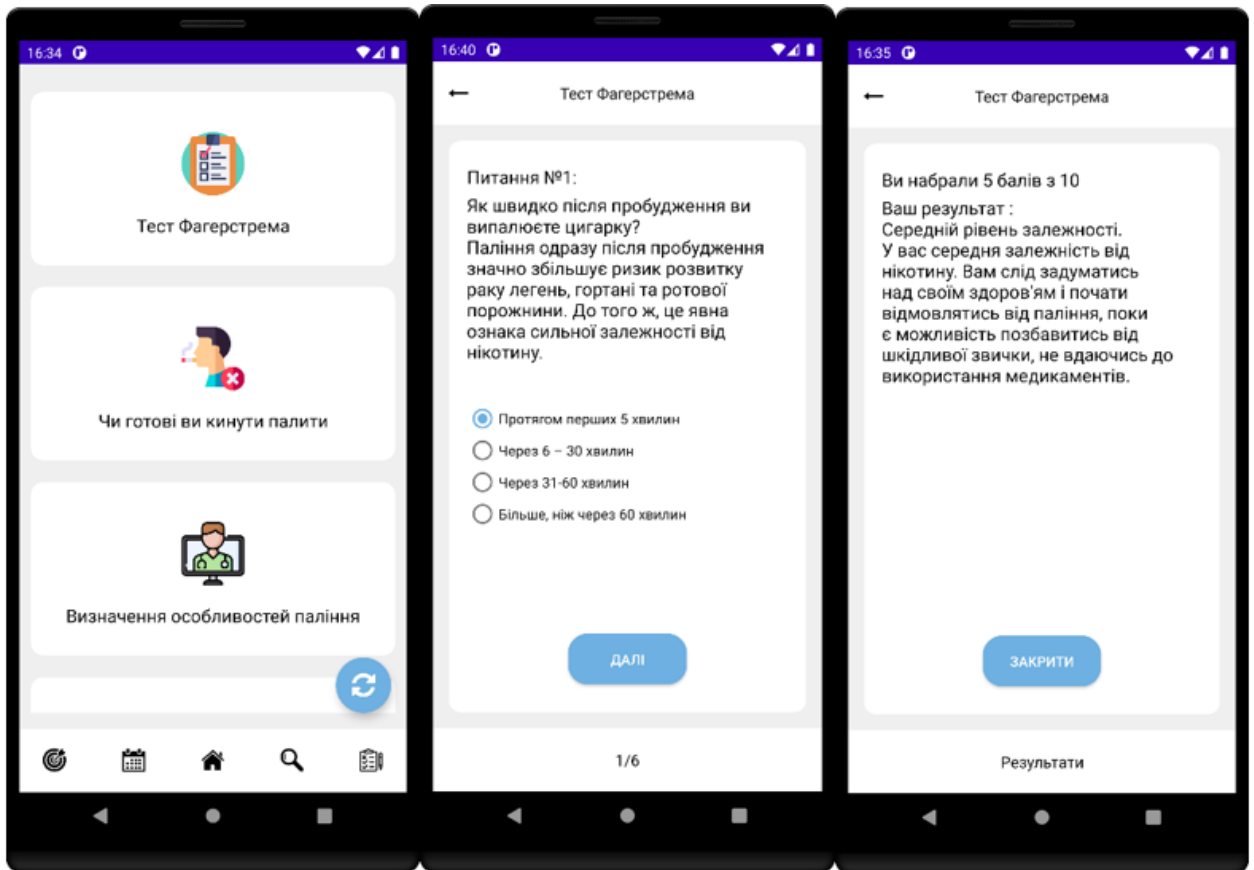 16:34
Тест Фагерстрема
Чи готові ви кинути палити
Визначення особливостей паління
16:40
Тест Фагерстрема
Питання №1:
Як швидко після пробудження ви
випалюєте цигарку?
Паління одразу після пробудження
значно збільшує ризик розвитку
раку легень, гортані та ротової
порожнини. До того ж, це явна
ознака сильної залежності від
нікотину.
Протягом перших 5 хвилин
Через 6 – 30 хвилин
Через 31-60 хвилин
Більше, ніж через 60 хвилин
ДАЛІ
1/6
16:35
Тест Фагерстрема
Ви набрали 5 балів з 10
Ваш результат :
Середній рівень залежності.
У вас середня залежність від
нікотину. Вам слід задуматись
над своїм здоров'ям і почати
відмовлятись від паління, поки
є можливість позбавитись від
шкідливої звички, не вдаючись до
використання медикаментів.
ЗАКРИТИ
Результати